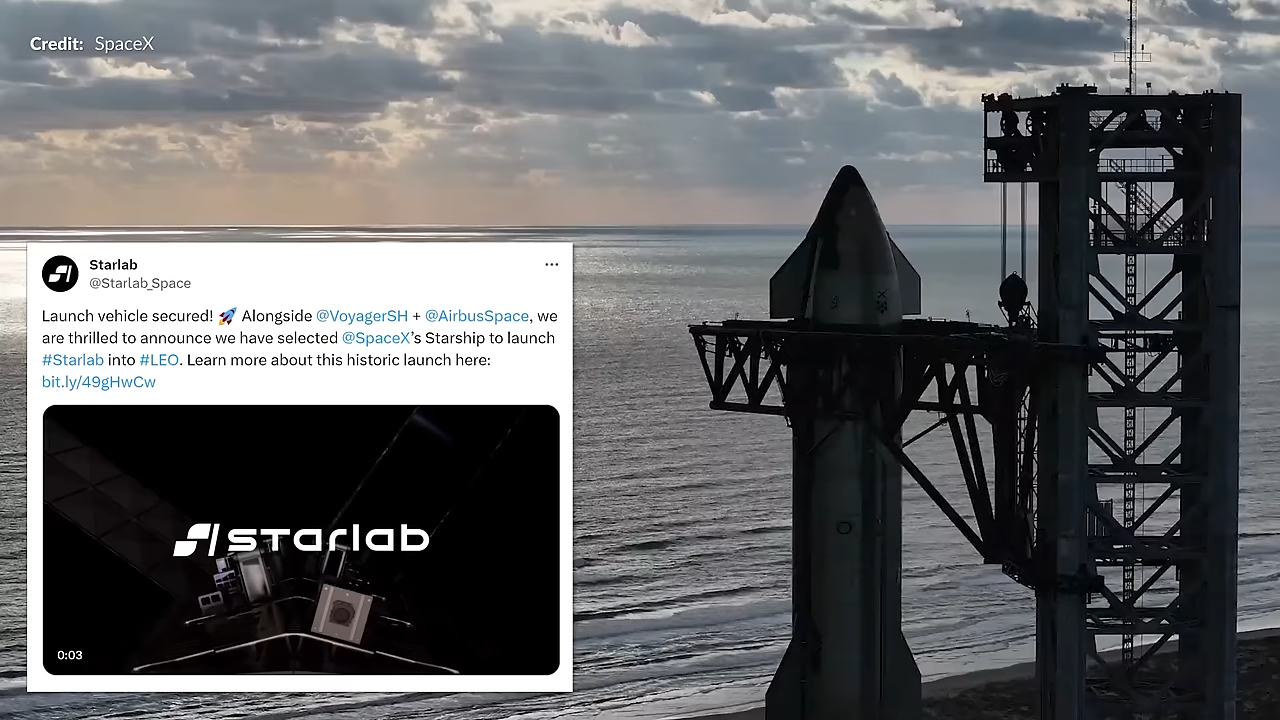 Credit: SpaceX
Starlab
@Starlab_Space
Launch vehicle secured! 🚀 Alongside @VoyagerSH + @AirbusSpace, we
are thrilled to announce we have selected @SpaceX's Starship to launch
#Starlab into #LEO. Learn more about this historic launch here:
bit.ly/49gHwCw
starlab
0:03